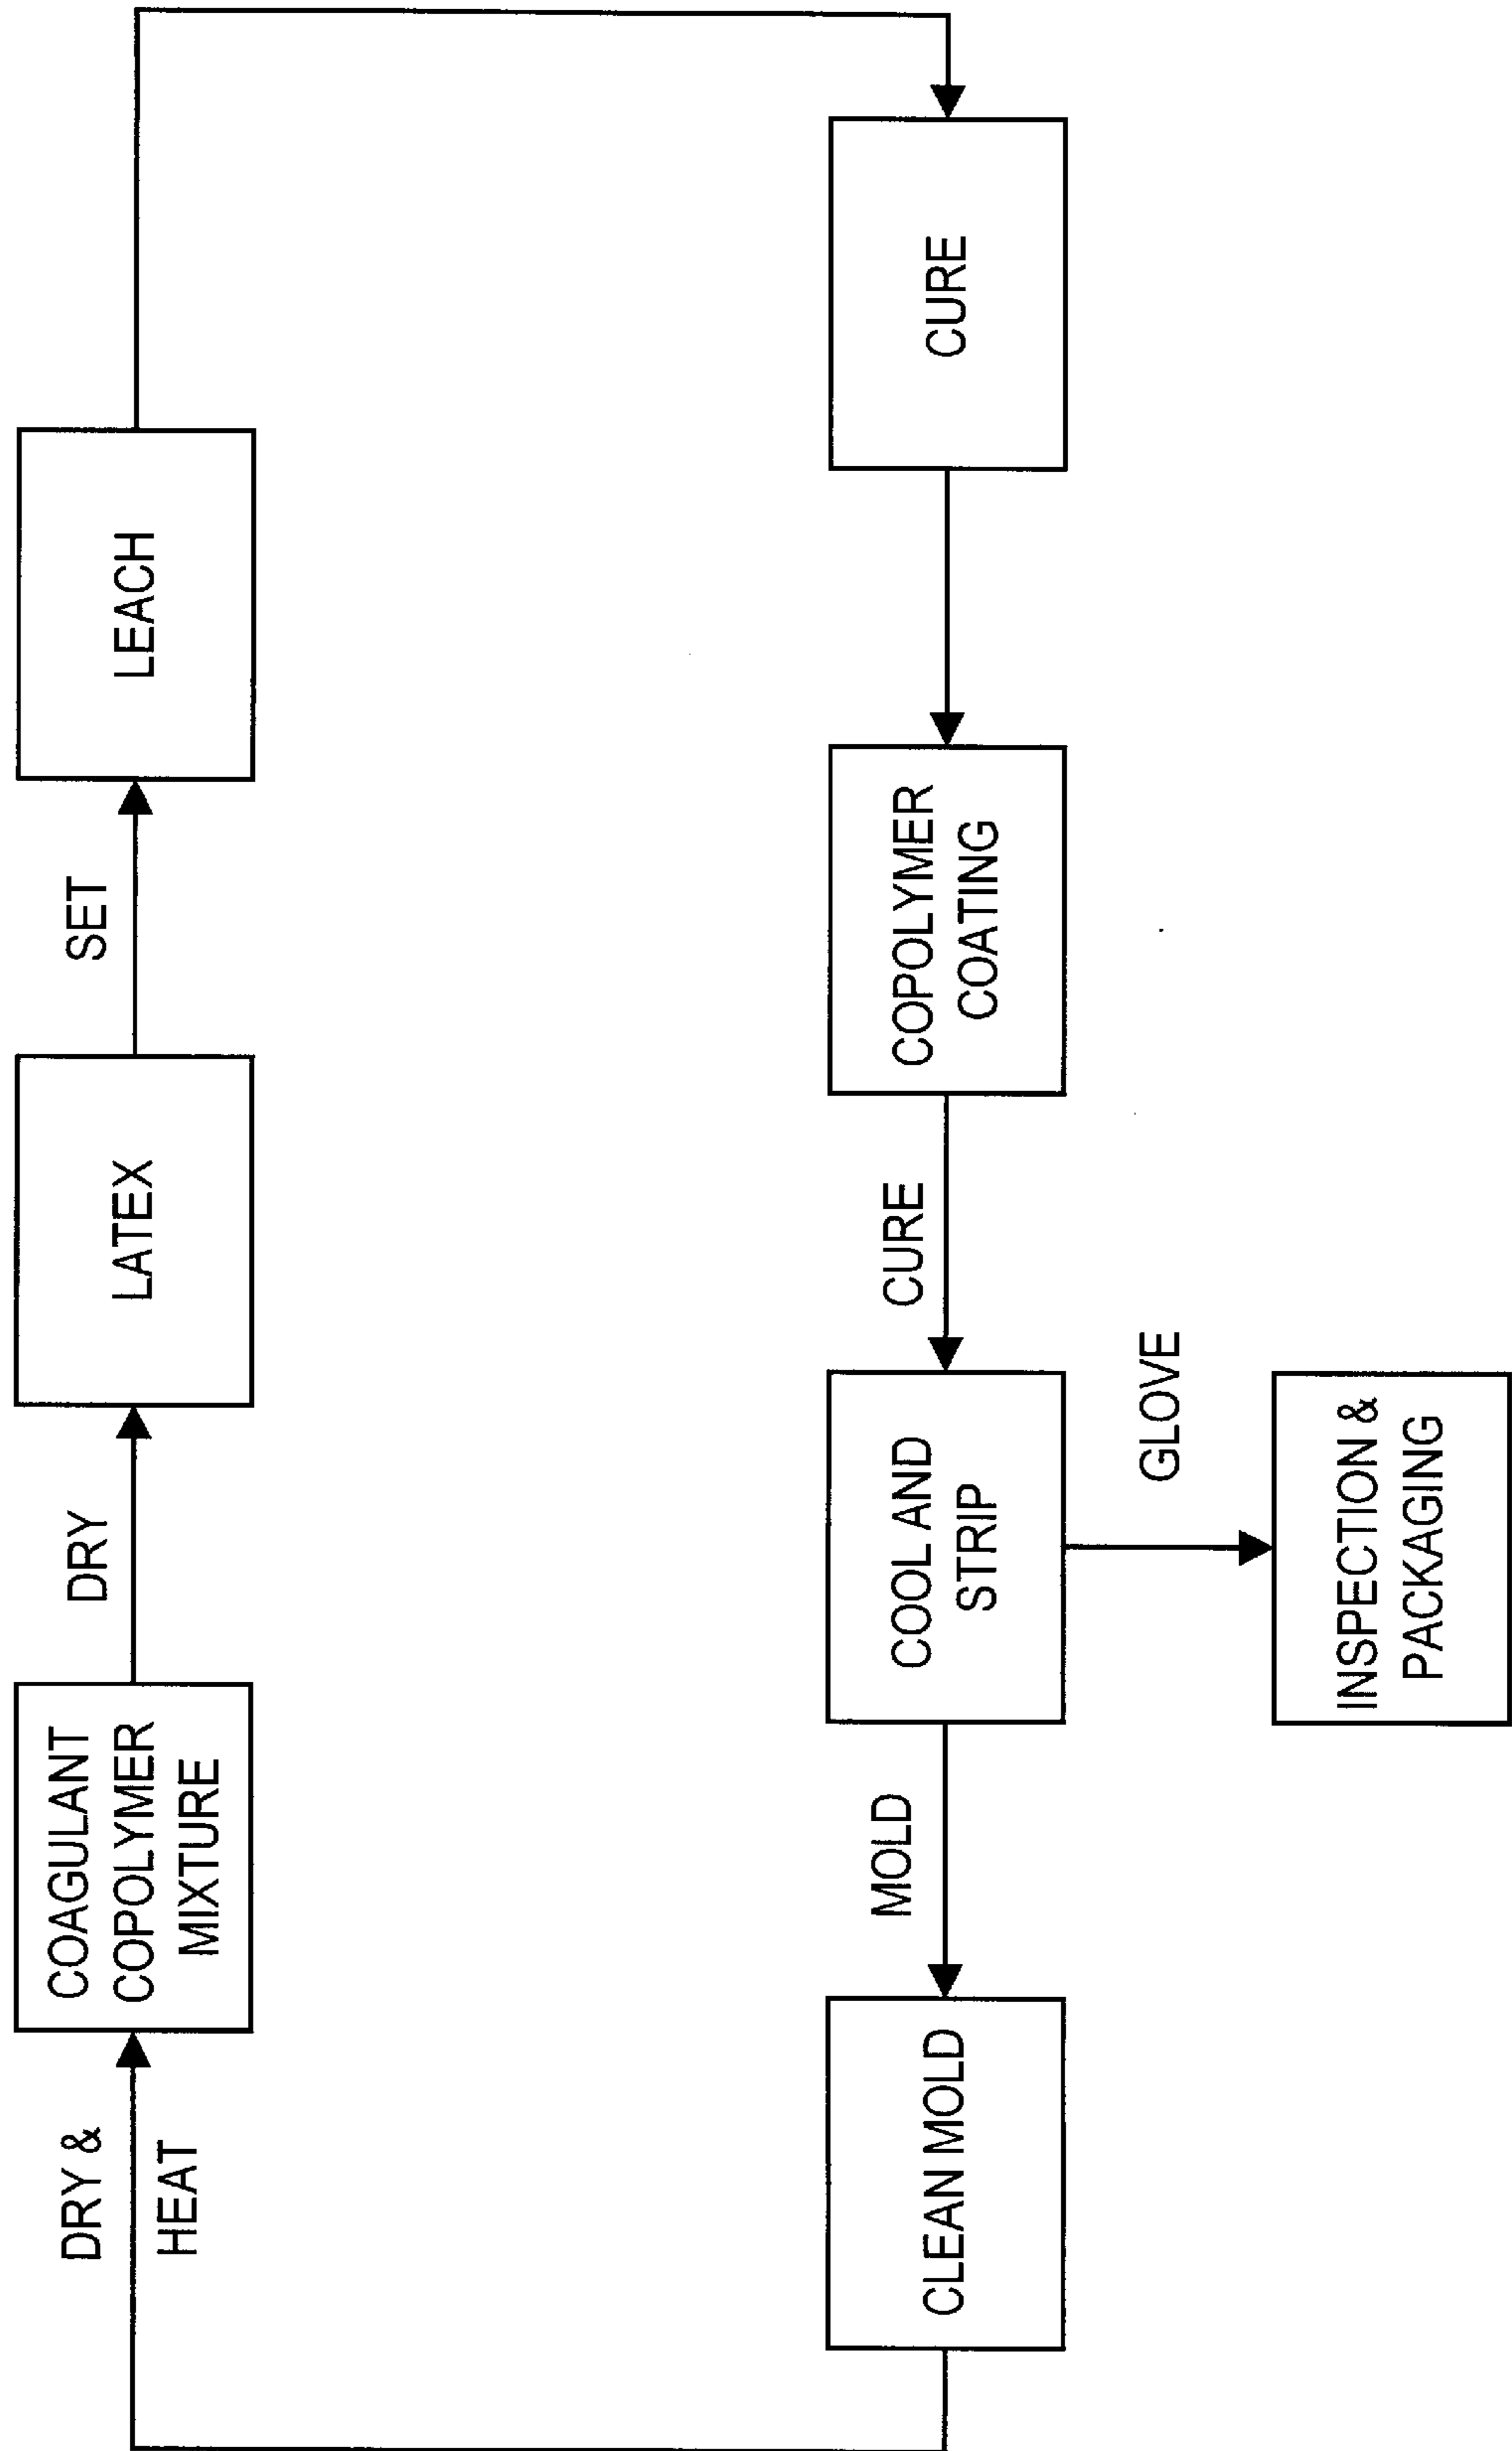 DRY &
HEAT
COAGULANT
COPOLYMER
MIXTURE
DRY
LATEX
SET
LEACH
CLEAN MOLD
MOLD
COOL AND
STRIP
CURE
COPOLYMER
COATING
CURE
GLOVE
INSPECTION &
PACKAGING